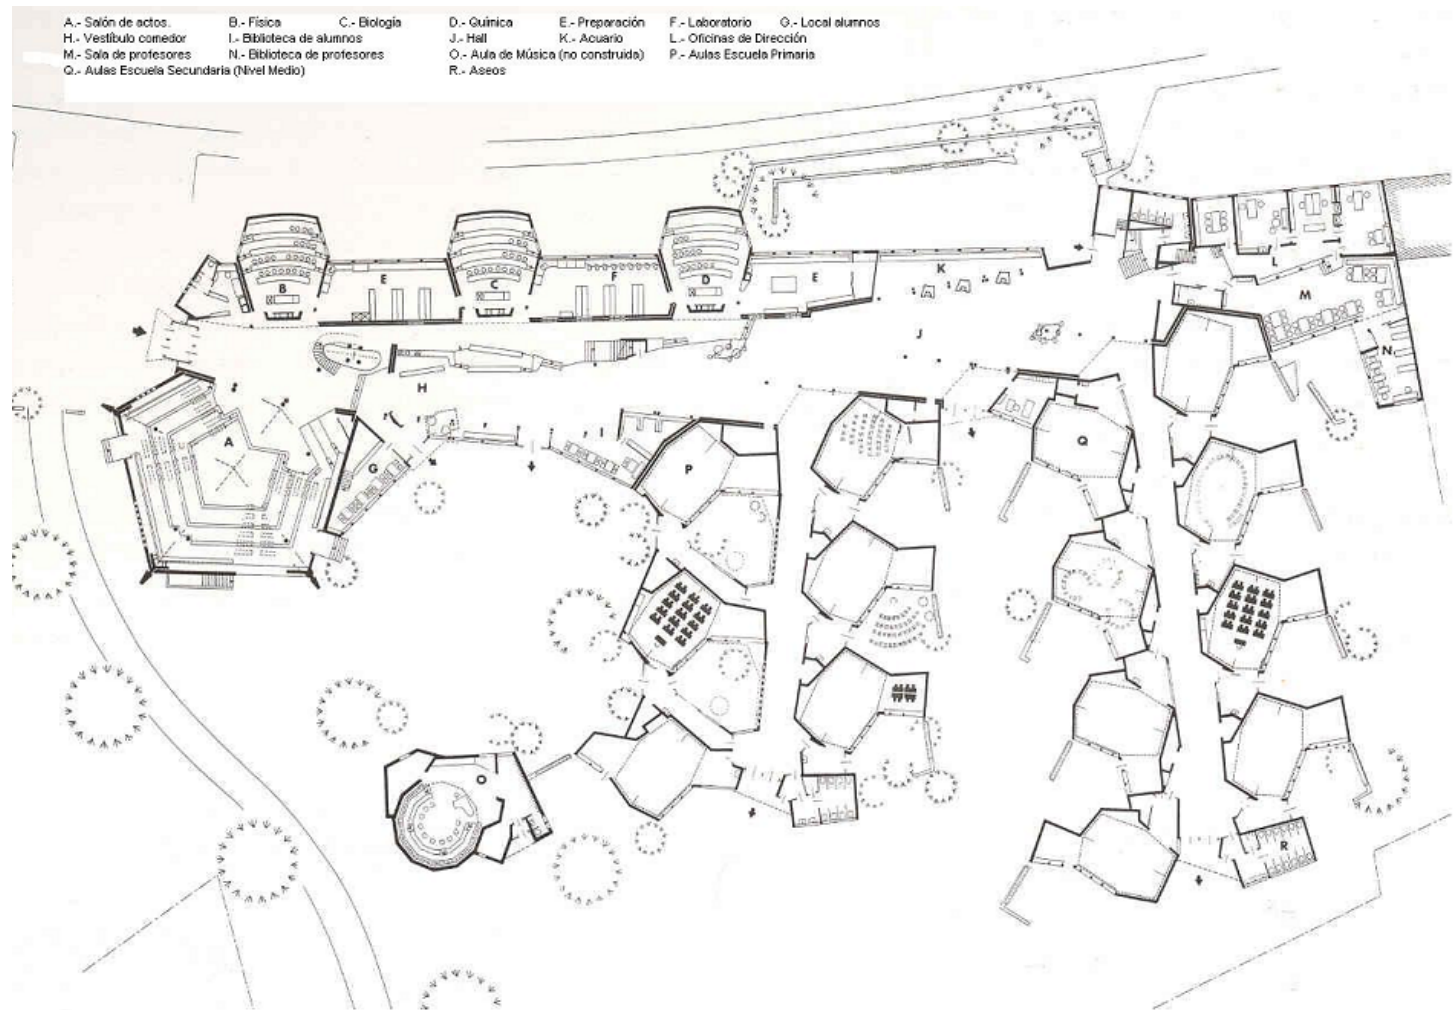 A.- Salón de actos. B.- Física C.- Biología D.- Química E.- Preparación F.- Laboratorio G.- Local alumnos
H.- Vestíbulo comedor I.- Biblioteca de alumnos J.- Hall K.- Acuario L.- Oficinas de Dirección
M.- Sala de profesores N.- Biblioteca de profesores O.- Aula de Música (no construida) P.- Aulas Escuela Primaria
Q.- Aulas Escuela Secundaria (Nivel Medio) R.- Aseos
B E C F D E K L M N
J
H
A G I P Q
O
R